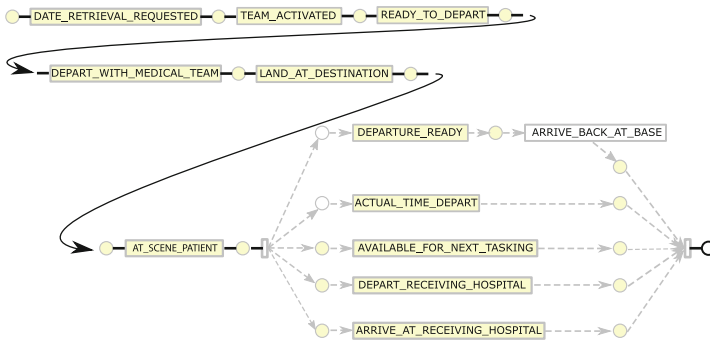 DATE_RETRIEVAL_REQUESTED
TEAM_ACTIVATED
READY_TO_DEPART
DEPART_WITH_MEDICAL_TEAM
LAND_AT_DESTINATION
DEPARTURE_READY
ARRIVE_BACK_AT_BASE
ACTUAL_TIME_DEPART
AT_SCENE_PATIENT
AVAILABLE_FOR_NEXT_TASKING
DEPART_RECEIVING_HOSPITAL
ARRIVE_AT_RECEIVING_HOSPITAL